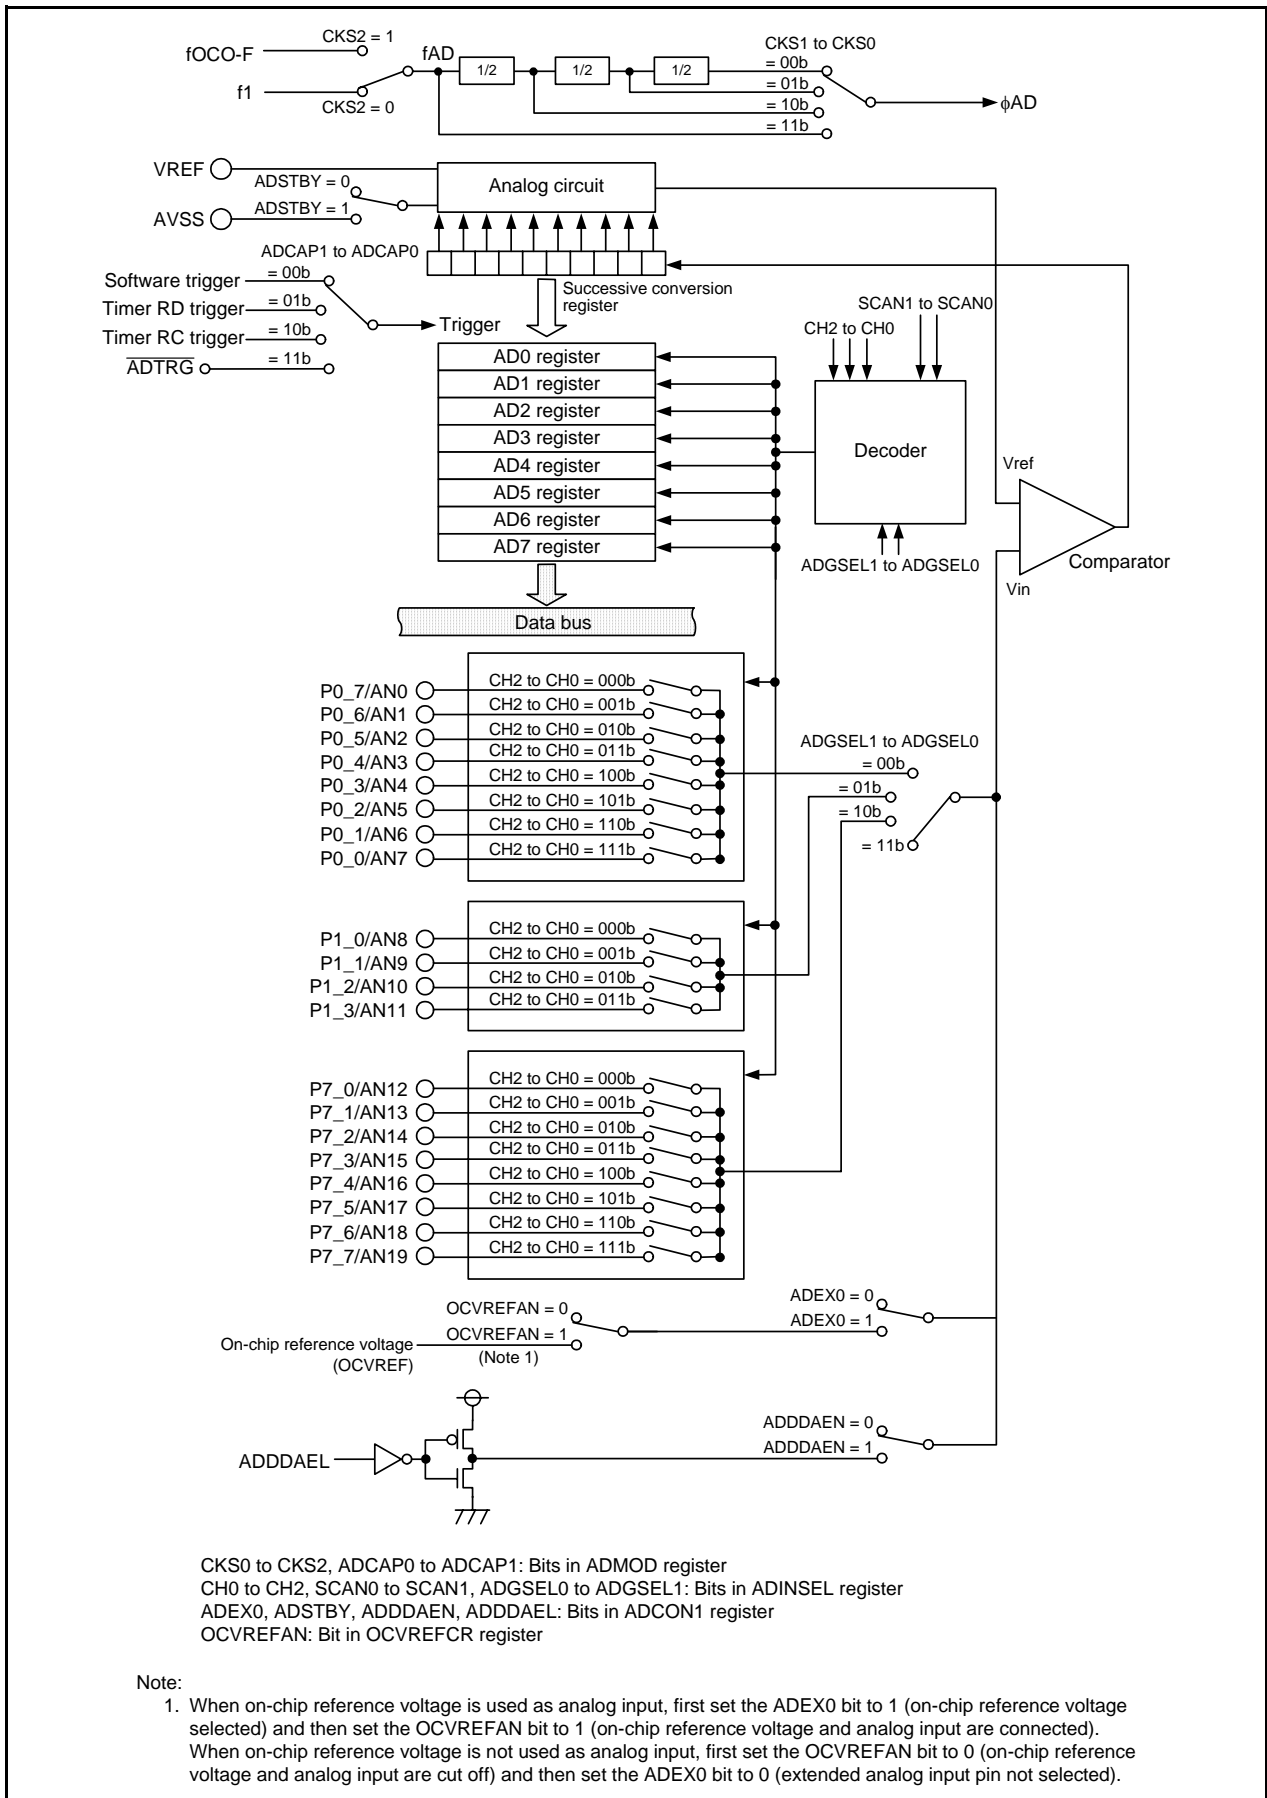 fOCO-F
CKS2 = 1
f1
CKS2 = 0
fAD
1/2
1/2
1/2
CKS1 to CKS0
= 00b
= 01b
= 10b
= 11b
ϕAD
VREF
AVSS
ADSTBY = 0
ADSTBY = 1
Analog circuit
ADCAP1 to ADCAP0
Software trigger
= 00b
Timer RD trigger
= 01b
Timer RC trigger
= 10b
ADTRG
= 11b
Trigger
Successive conversion
register
AD0 register
AD1 register
AD2 register
AD3 register
AD4 register
AD5 register
AD6 register
AD7 register
Data bus
SCAN1 to SCAN0
CH2 to CH0
Decoder
ADGSEL1 to ADGSEL0
Vref
Vin
Comparator
P0_7/AN0
CH2 to CH0 = 000b
P0_6/AN1
CH2 to CH0 = 001b
P0_5/AN2
CH2 to CH0 = 010b
P0_4/AN3
CH2 to CH0 = 011b
P0_3/AN4
CH2 to CH0 = 100b
P0_2/AN5
CH2 to CH0 = 101b
P0_1/AN6
CH2 to CH0 = 110b
P0_0/AN7
CH2 to CH0 = 111b
ADGSEL1 to ADGSEL0
= 00b
= 01b
= 10b
= 11b
P1_0/AN8
CH2 to CH0 = 000b
P1_1/AN9
CH2 to CH0 = 001b
P1_2/AN10
CH2 to CH0 = 010b
P1_3/AN11
CH2 to CH0 = 011b
P7_0/AN12
CH2 to CH0 = 000b
P7_1/AN13
CH2 to CH0 = 001b
P7_2/AN14
CH2 to CH0 = 010b
P7_3/AN15
CH2 to CH0 = 011b
P7_4/AN16
CH2 to CH0 = 100b
P7_5/AN17
CH2 to CH0 = 101b
P7_6/AN18
CH2 to CH0 = 110b
P7_7/AN19
CH2 to CH0 = 111b
OCVREFAN = 0
On-chip reference voltage
(OCVREF)
OCVREFAN = 1
(Note 1)
ADEX0 = 0
ADEX0 = 1
ADDDAEL
ADDDAEN = 0
ADDDAEN = 1
CKS0 to CKS2, ADCAP0 to ADCAP1: Bits in ADMOD register
CH0 to CH2, SCAN0 to SCAN1, ADGSEL0 to ADGSEL1: Bits in ADINSEL register
ADEX0, ADSTBY, ADDDAEN, ADDDAEL: Bits in ADCON1 register
OCVREFAN: Bit in OCVREFCR register
Note:
1. When on-chip reference voltage is used as analog input, first set the ADEX0 bit to 1 (on-chip reference voltage
selected) and then set the OCVREFAN bit to 1 (on-chip reference voltage and analog input are connected).
When on-chip reference voltage is not used as analog input, first set the OCVREFAN bit to 0 (on-chip reference
voltage and analog input are cut off) and then set the ADEX0 bit to 0 (extended analog input pin not selected).